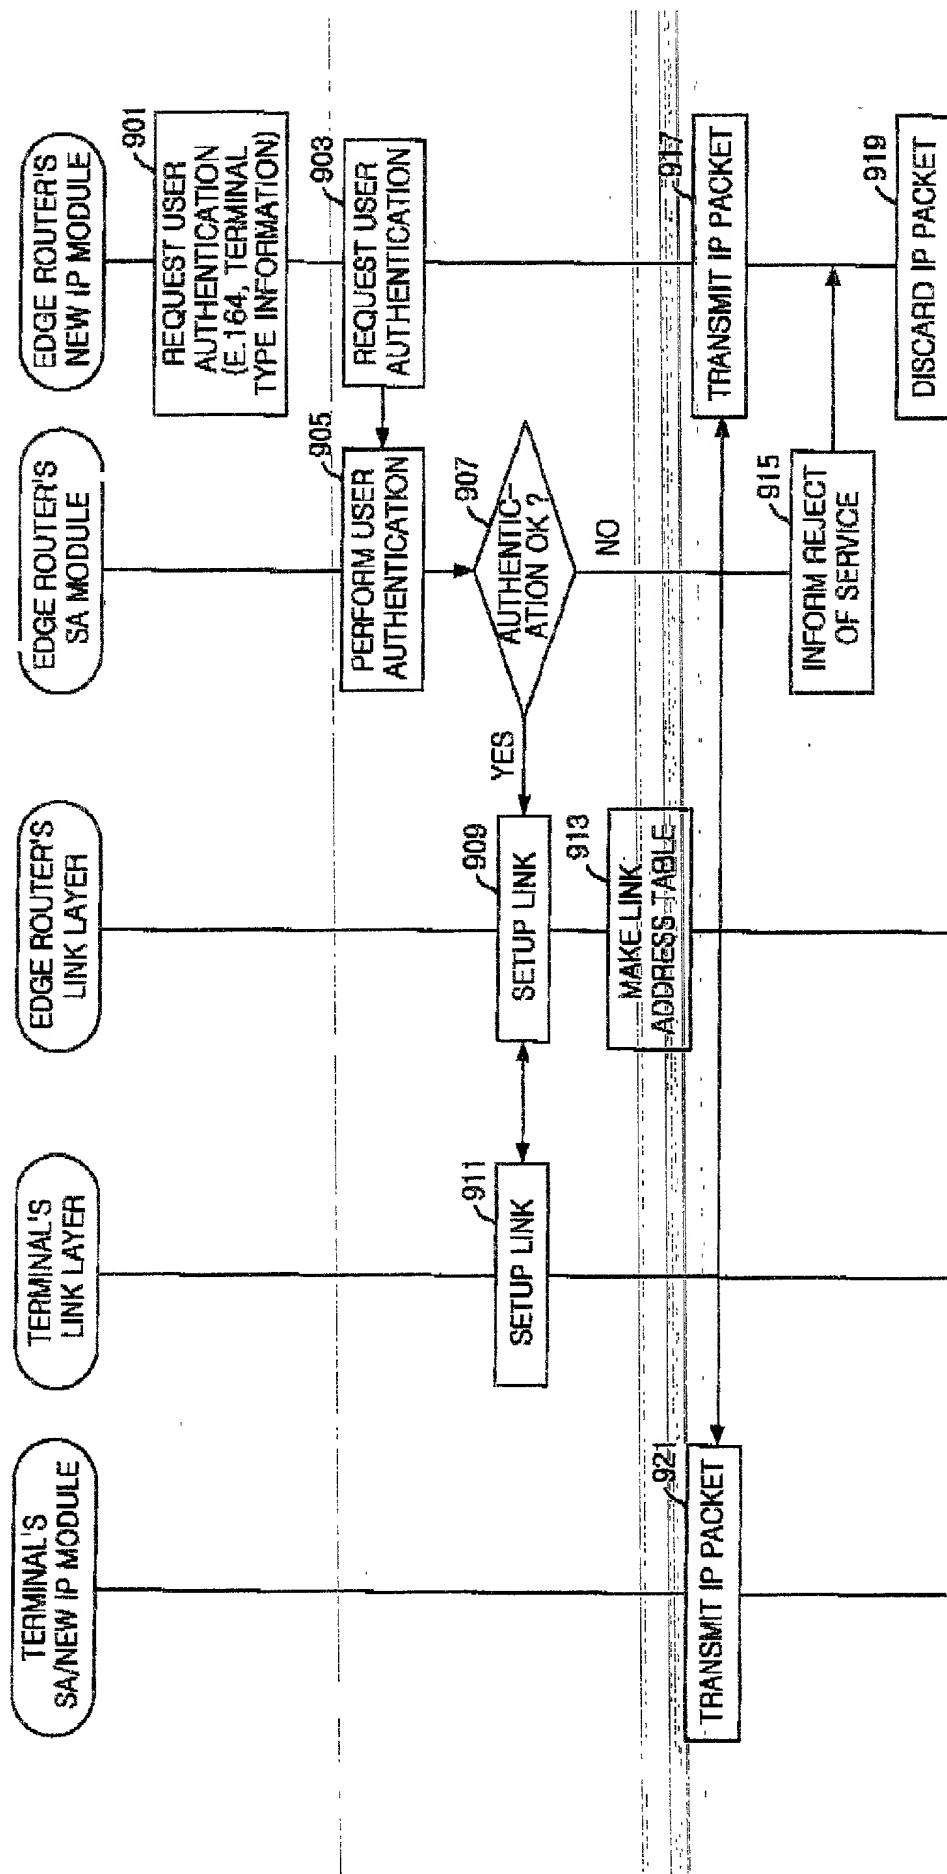 TERMINAL'S
SA/NEW IP MODULE
TERMINAL'S
LINK LAYER
EDGE ROUTER'S
LINK LAYER
EDGE ROUTER'S
SA MODULE
EDGE ROUTER'S
NEW IP MODULE
901
REQUEST USER
AUTHENTICATION
(E.164, TERMINAL
TYPE INFORMATION)
903
REQUEST USER
AUTHENTICATION
905
PERFORM USER
AUTHENTICATION
907
AUTHENTIC-
ATION OK ?
YES
NO
909
SETUP LINK
911
SETUP LINK
913
MAKE LINK
ADDRESS TABLE
921
TRANSMIT IP PACKET
917
TRANSMIT IP PACKET
915
INFORM REJECT
OF SERVICE
919
DISCARD IP PACKET